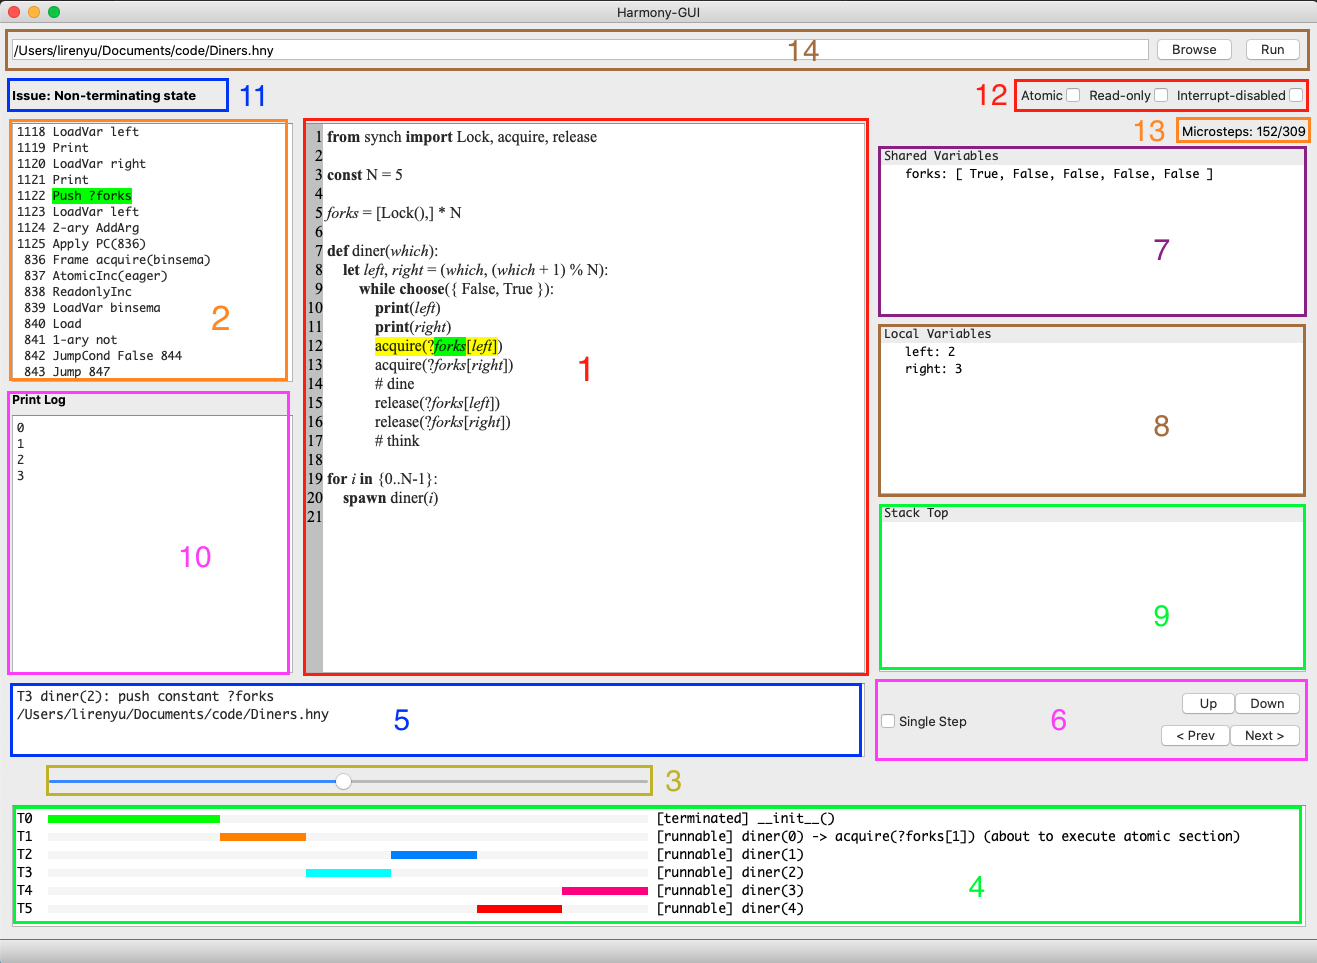 Harmony-GUI
/Users/lirenyu/Documents/code/Diners.hny
14
Browse
Run
Issue: Non-terminating state
11
12
Atomic
Read-only
Interrupt-disabled
13
Microsteps: 152/309
1118 LoadVar left
1119 Print
1120 LoadVar right
1121 Print
1122 Push ?forks
1123 LoadVar left
1124 2-ary AddArg
1125 Apply PC(836)
836 Frame acquire(binsema)
837 AtomicInc(eager)
838 ReadonlyInc
839 LoadVar binsema
840 Load
841 1-ary not
842 JumpCond False 844
843 Jump 847
2
Print Log
0
1
2
3
10
1 from synch import Lock, acquire, release
2
3 const N = 5
4
5 forks = [Lock(),] * N
6
7 def diner(which):
8 let left, right = (which, (which + 1) % N):
9 while choose({ False, True }):
10 print(left)
11 print(right)
12 acquire(?forks[left])
13 acquire(?forks[right])
14 # dine
15 release(?forks[left])
16 release(?forks[right])
17 # think
18
19 for i in {0..N-1}:
20 spawn diner(i)
21
1
Shared Variables
forks: [ True, False, False, False, False ]
7
Local Variables
left: 2
right: 3
8
Stack Top
9
T3 diner(2): push constant ?forks
/Users/lirenyu/Documents/code/Diners.hny
5
Single Step
6
Up
Down
< Prev
Next >
3
T0 [terminated] __init__()
T1 [runnable] diner(0) -> acquire(?forks[1]) (about to execute atomic section)
T2 [runnable] diner(1)
T3 [runnable] diner(2)
T4 [runnable] diner(3)
T5 [runnable] diner(4)
4